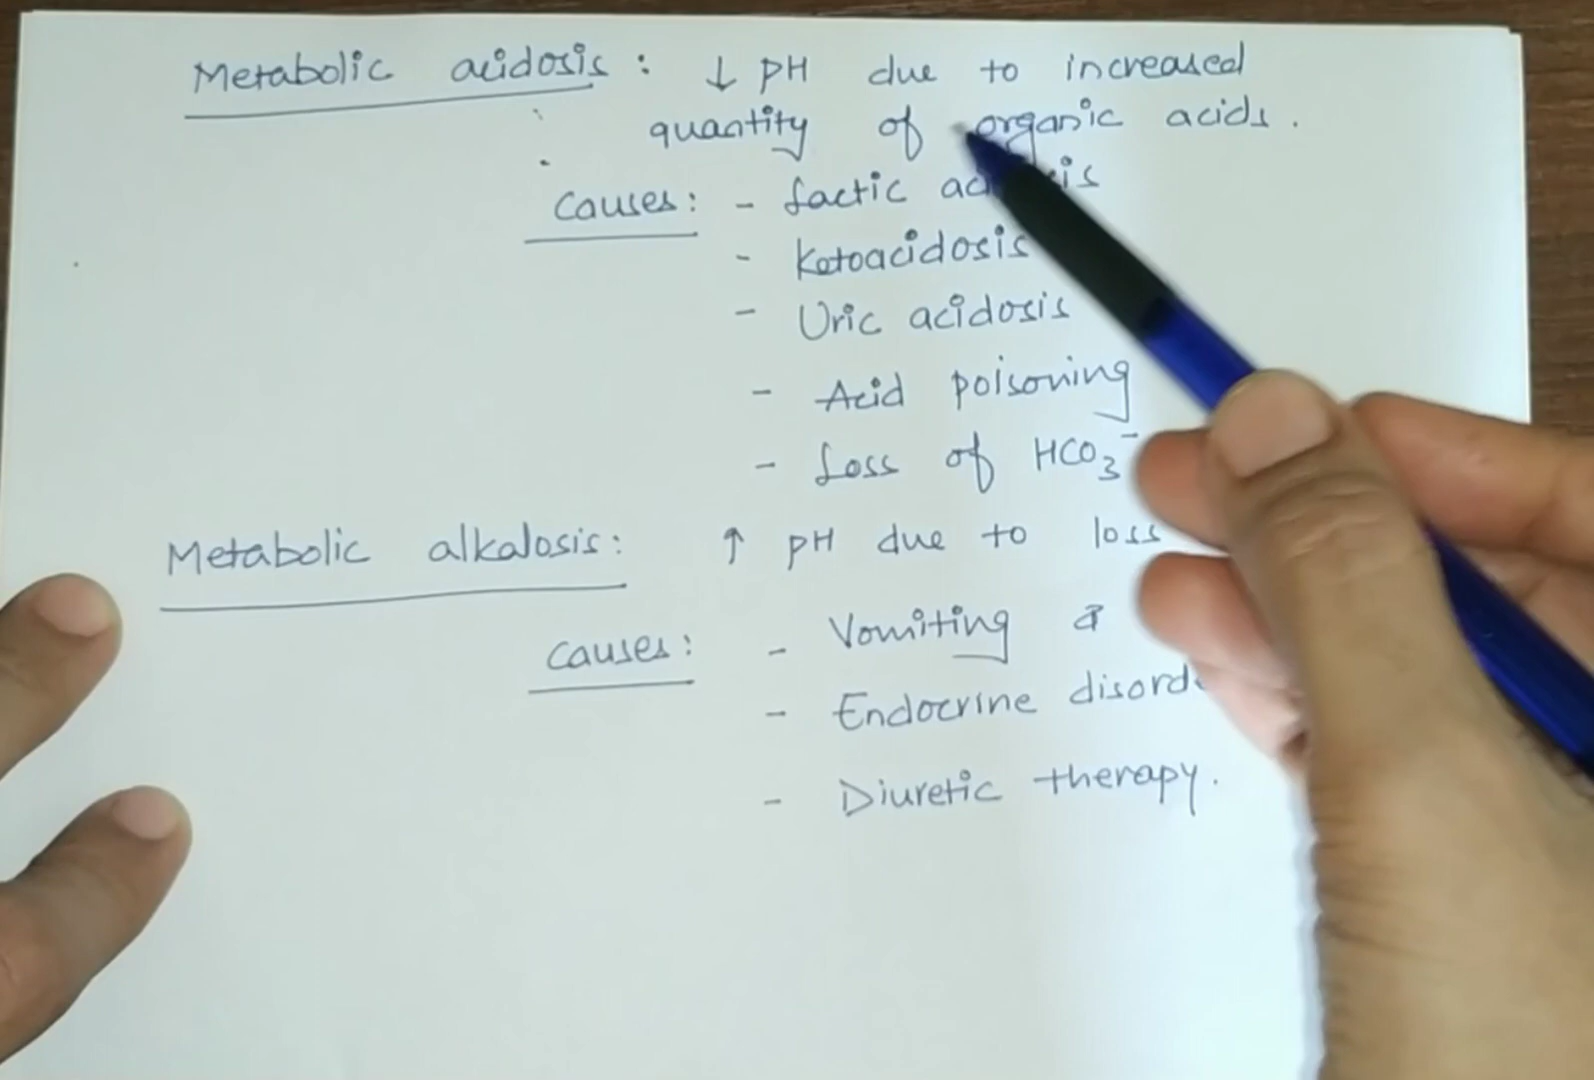 Metabolic acidosis : ↓ pH due to increased
quantity of organic acids.
Causes: - Lactic
- Ketoacidosis
- Uric acidosis
- Acid poisoning
- Loss of HCO3⁻
Metabolic alkalosis: ↑ pH due to loss
Causes: - Vomiting
- Endocrine
- Diuretic therapy.